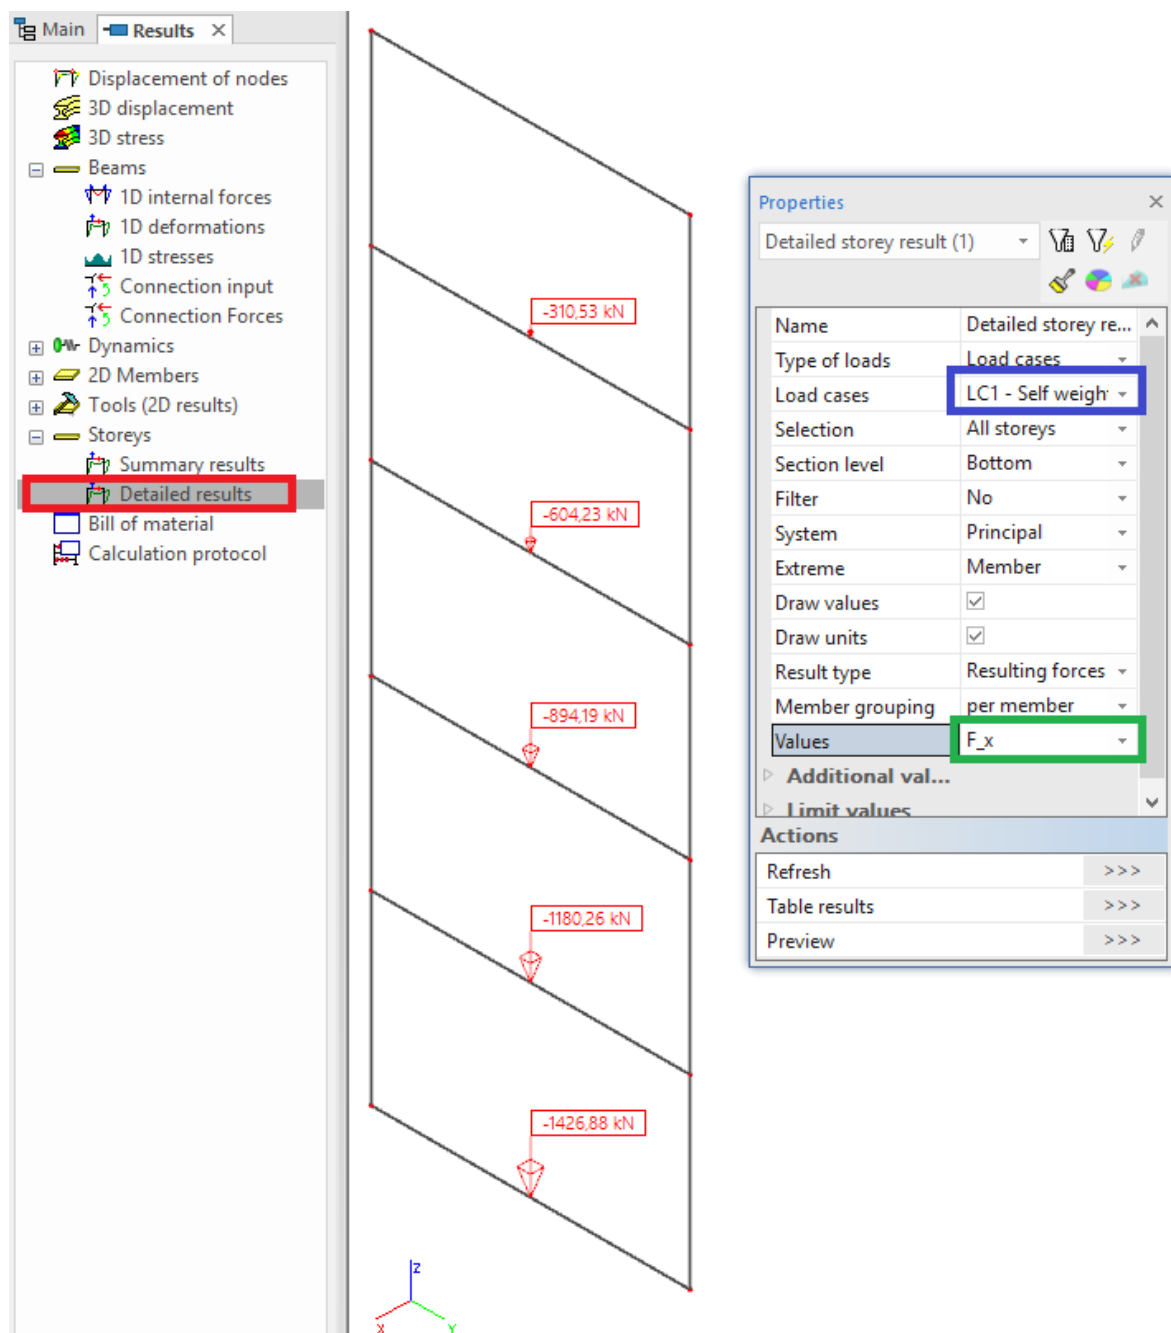 Main
Results
Displacement of nodes
3D displacement
3D stress
Beams
1D internal forces
1D deformations
1D stresses
Connection input
Connection Forces
Dynamics
2D Members
Tools (2D results)
Storeys
Summary results
Detailed results
Bill of material
Calculation protocol
-310,53 kN
-604,23 kN
-894,19 kN
-1180,26 kN
-1426,88 kN
Z
X
Y
Properties
Detailed storey result (1)
Name Detailed storey re...
Type of loads Load cases
Load cases LC1 - Self weigh
Selection All storeys
Section level Bottom
Filter No
System Principal
Extreme Member
Draw values
Draw units
Result type Resulting forces
Member grouping per member
Values F_x
Additional val...
Limit values
Actions
Refresh >>>
Table results >>>
Preview >>>